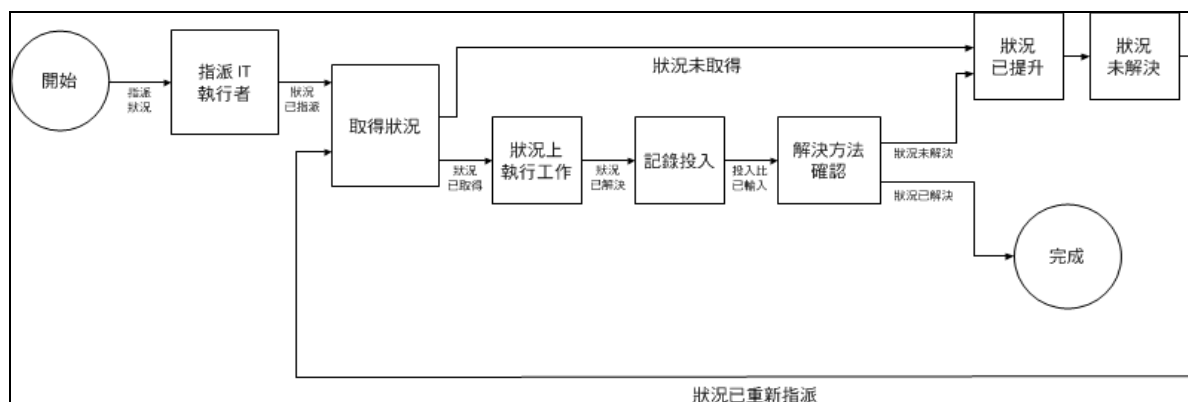 開始
指派
狀況
指派 IT
執行者
狀況
已指派
取得狀況
狀況未取得
狀況
已取得
狀況上
執行工作
狀況
已解決
記錄投入
投入比
已輸入
解決方法
確認
狀況未解決
狀況已解決
狀況
已提升
狀況
未解決
完成
狀況已重新指派